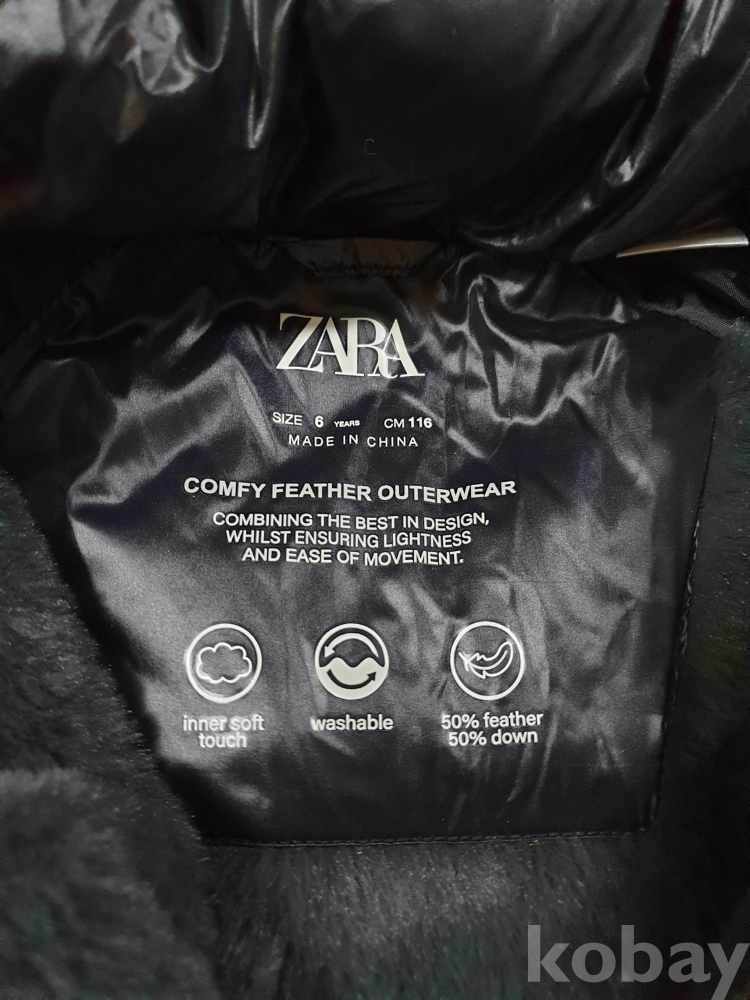 ZARA
SIZE 6 YEARS CM 116
MADE IN CHINA
COMFY FEATHER OUTERWEAR
COMBINING THE BEST IN DESIGN,
WHILST ENSURING LIGHTNESS
AND EASE OF MOVEMENT.
inner soft
touch
washable
50% feather
50% down
kobay